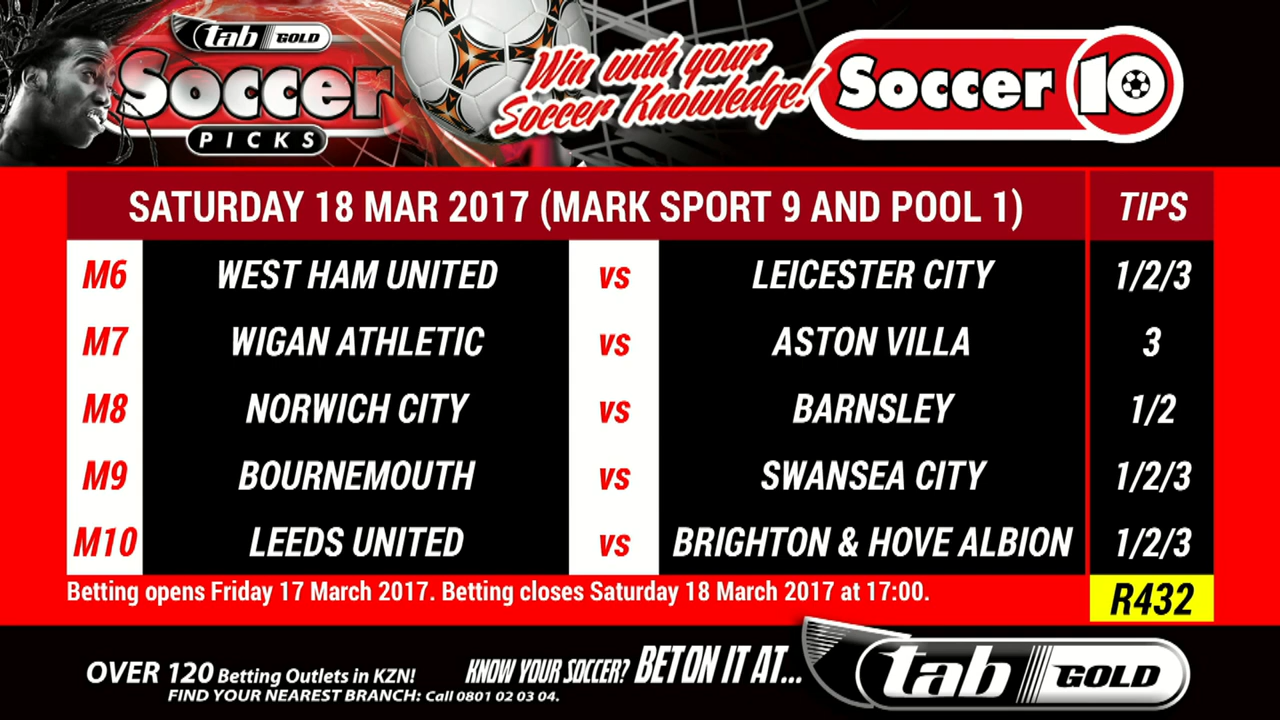 tab GOLD
Soccer
PICKS
Win with your
Soccer Knowledge!
Soccer 10
SATURDAY 18 MAR 2017 (MARK SPORT 9 AND POOL 1) TIPS
M6 WEST HAM UNITED VS LEICESTER CITY 1/2/3
M7 WIGAN ATHLETIC VS ASTON VILLA 3
M8 NORWICH CITY VS BARNSLEY 1/2
M9 BOURNEMOUTH VS SWANSEA CITY 1/2/3
M10 LEEDS UNITED VS BRIGHTON & HOVE ALBION 1/2/3
Betting opens Friday 17 March 2017. Betting closes Saturday 18 March 2017 at 17:00.
R432
OVER 120 Betting Outlets in KZN!
FIND YOUR NEAREST BRANCH: Call 0801 02 03 04.
KNOW YOUR SOCCER? BET ON IT AT...
tab GOLD